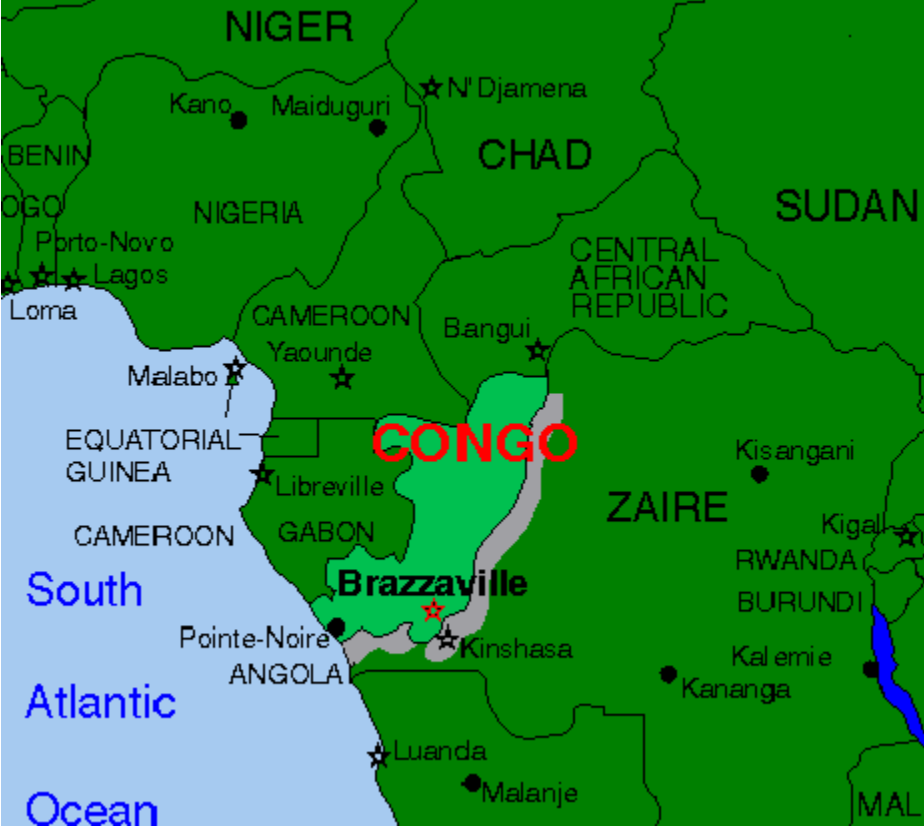 NIGER
N'Djamena
Kano
Maiduguri
CHAD
BENIN
SUDAN
OGO
NIGERIA
Porto-Novo
Lagos
CENTRAL
AFRICAN
REPUBLIC
Loma
CAMEROON
Bangui
Yaounde
Malabo
CONGO
EQUATORIAL
GUINEA
Kisangani
Libreville
ZAIRE
CAMEROON
GABON
Kigali
RWANDA
South
Brazzaville
BURUNDI
Pointe-Noire
Kinshasa
Kalemie
ANGOLA
Kananga
Atlantic
Luanda
Malanje
Ocean
MAL